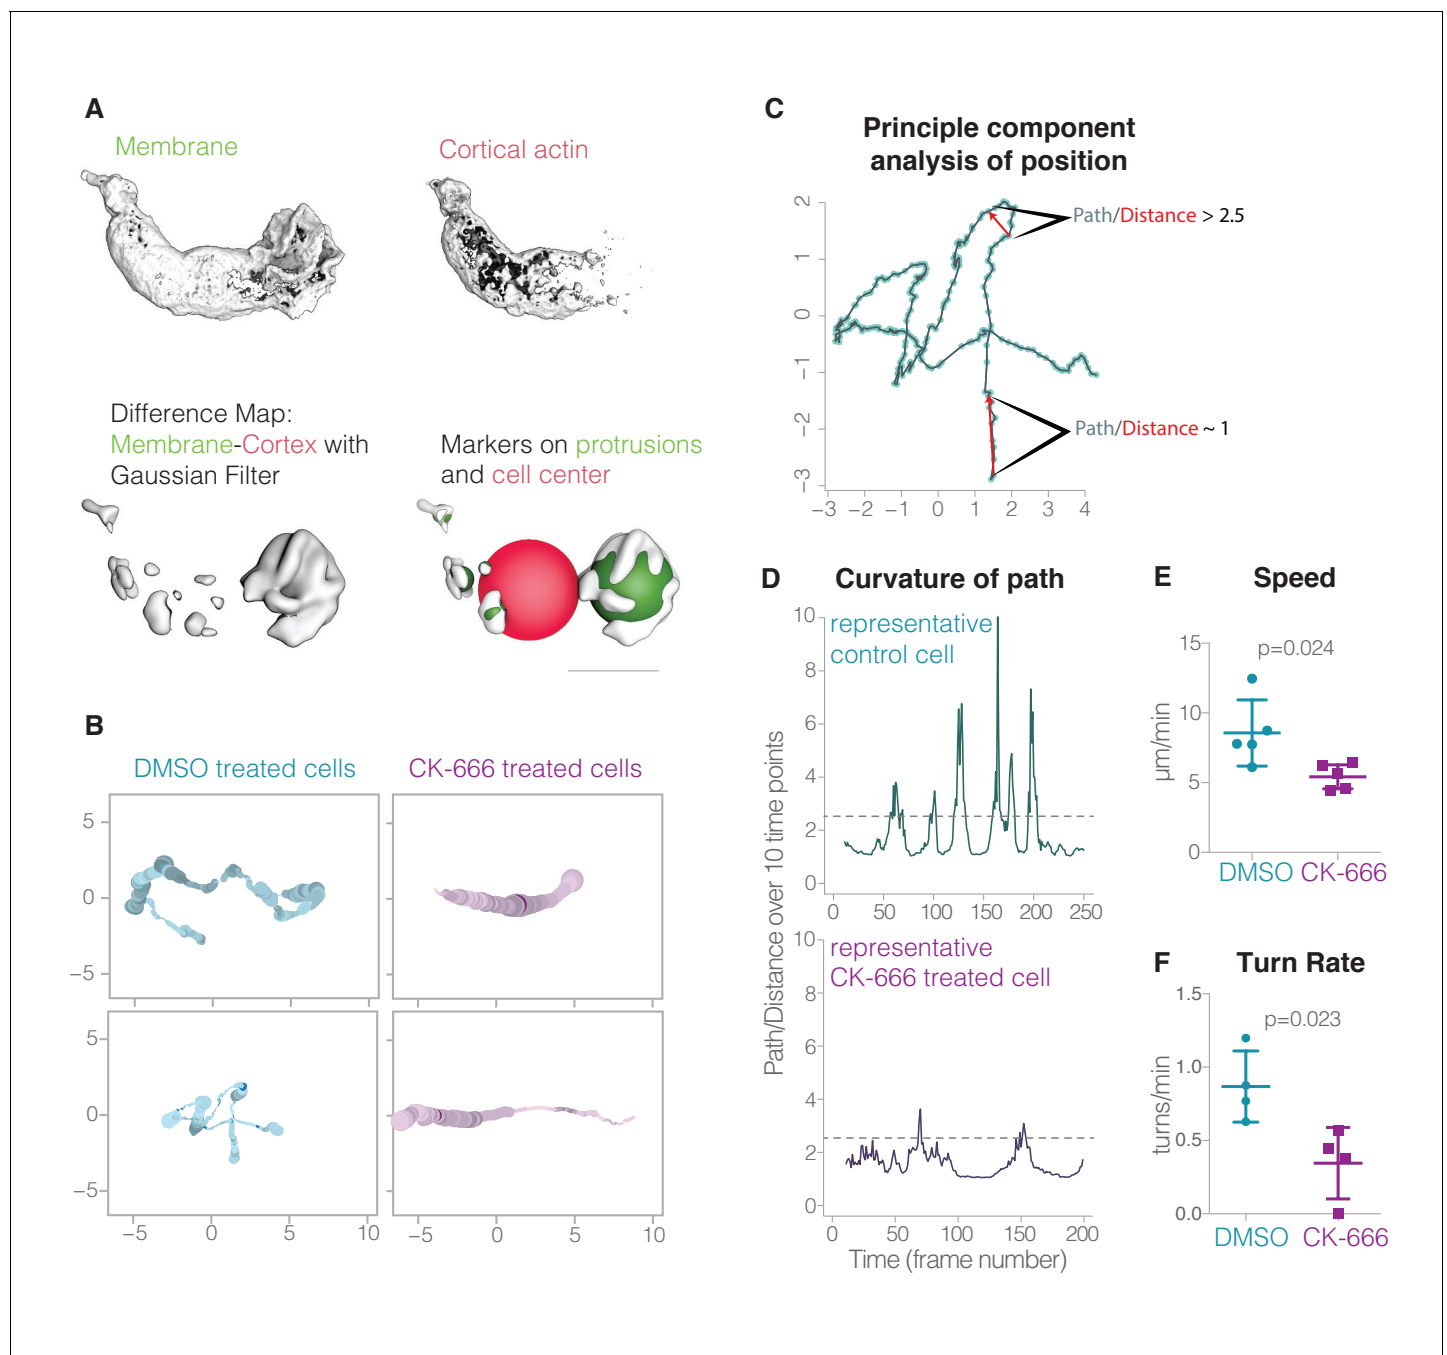 A
Membrane
Cortical actin
Difference Map:
Membrane-Cortex with
Gaussian Filter
Markers on protrusions
and cell center
B
DMSO treated cells
CK-666 treated cells
5
0
−5
5
0
−5
−5
0
5
10
−5
0
5
10
C
Principle component
analysis of position
2
1
0
−1
−2
−3
−3
−2
−1
0
1
2
3
4
Path/Distance > 2.5
Path/Distance ~ 1
D
Curvature of path
representative
control cell
10
8
6
4
2
0
0
50
100
150
200
250
representative
CK-666 treated cell
10
8
6
4
2
0
0
50
100
150
200
Path/Distance over 10 time points
Time (frame number)
E
Speed
p=0.024
15
10
5
0
µm/min
DMSO
CK-666
F
Turn Rate
p=0.023
1.5
1.0
0.5
0.0
turns/min
DMSO
CK-666